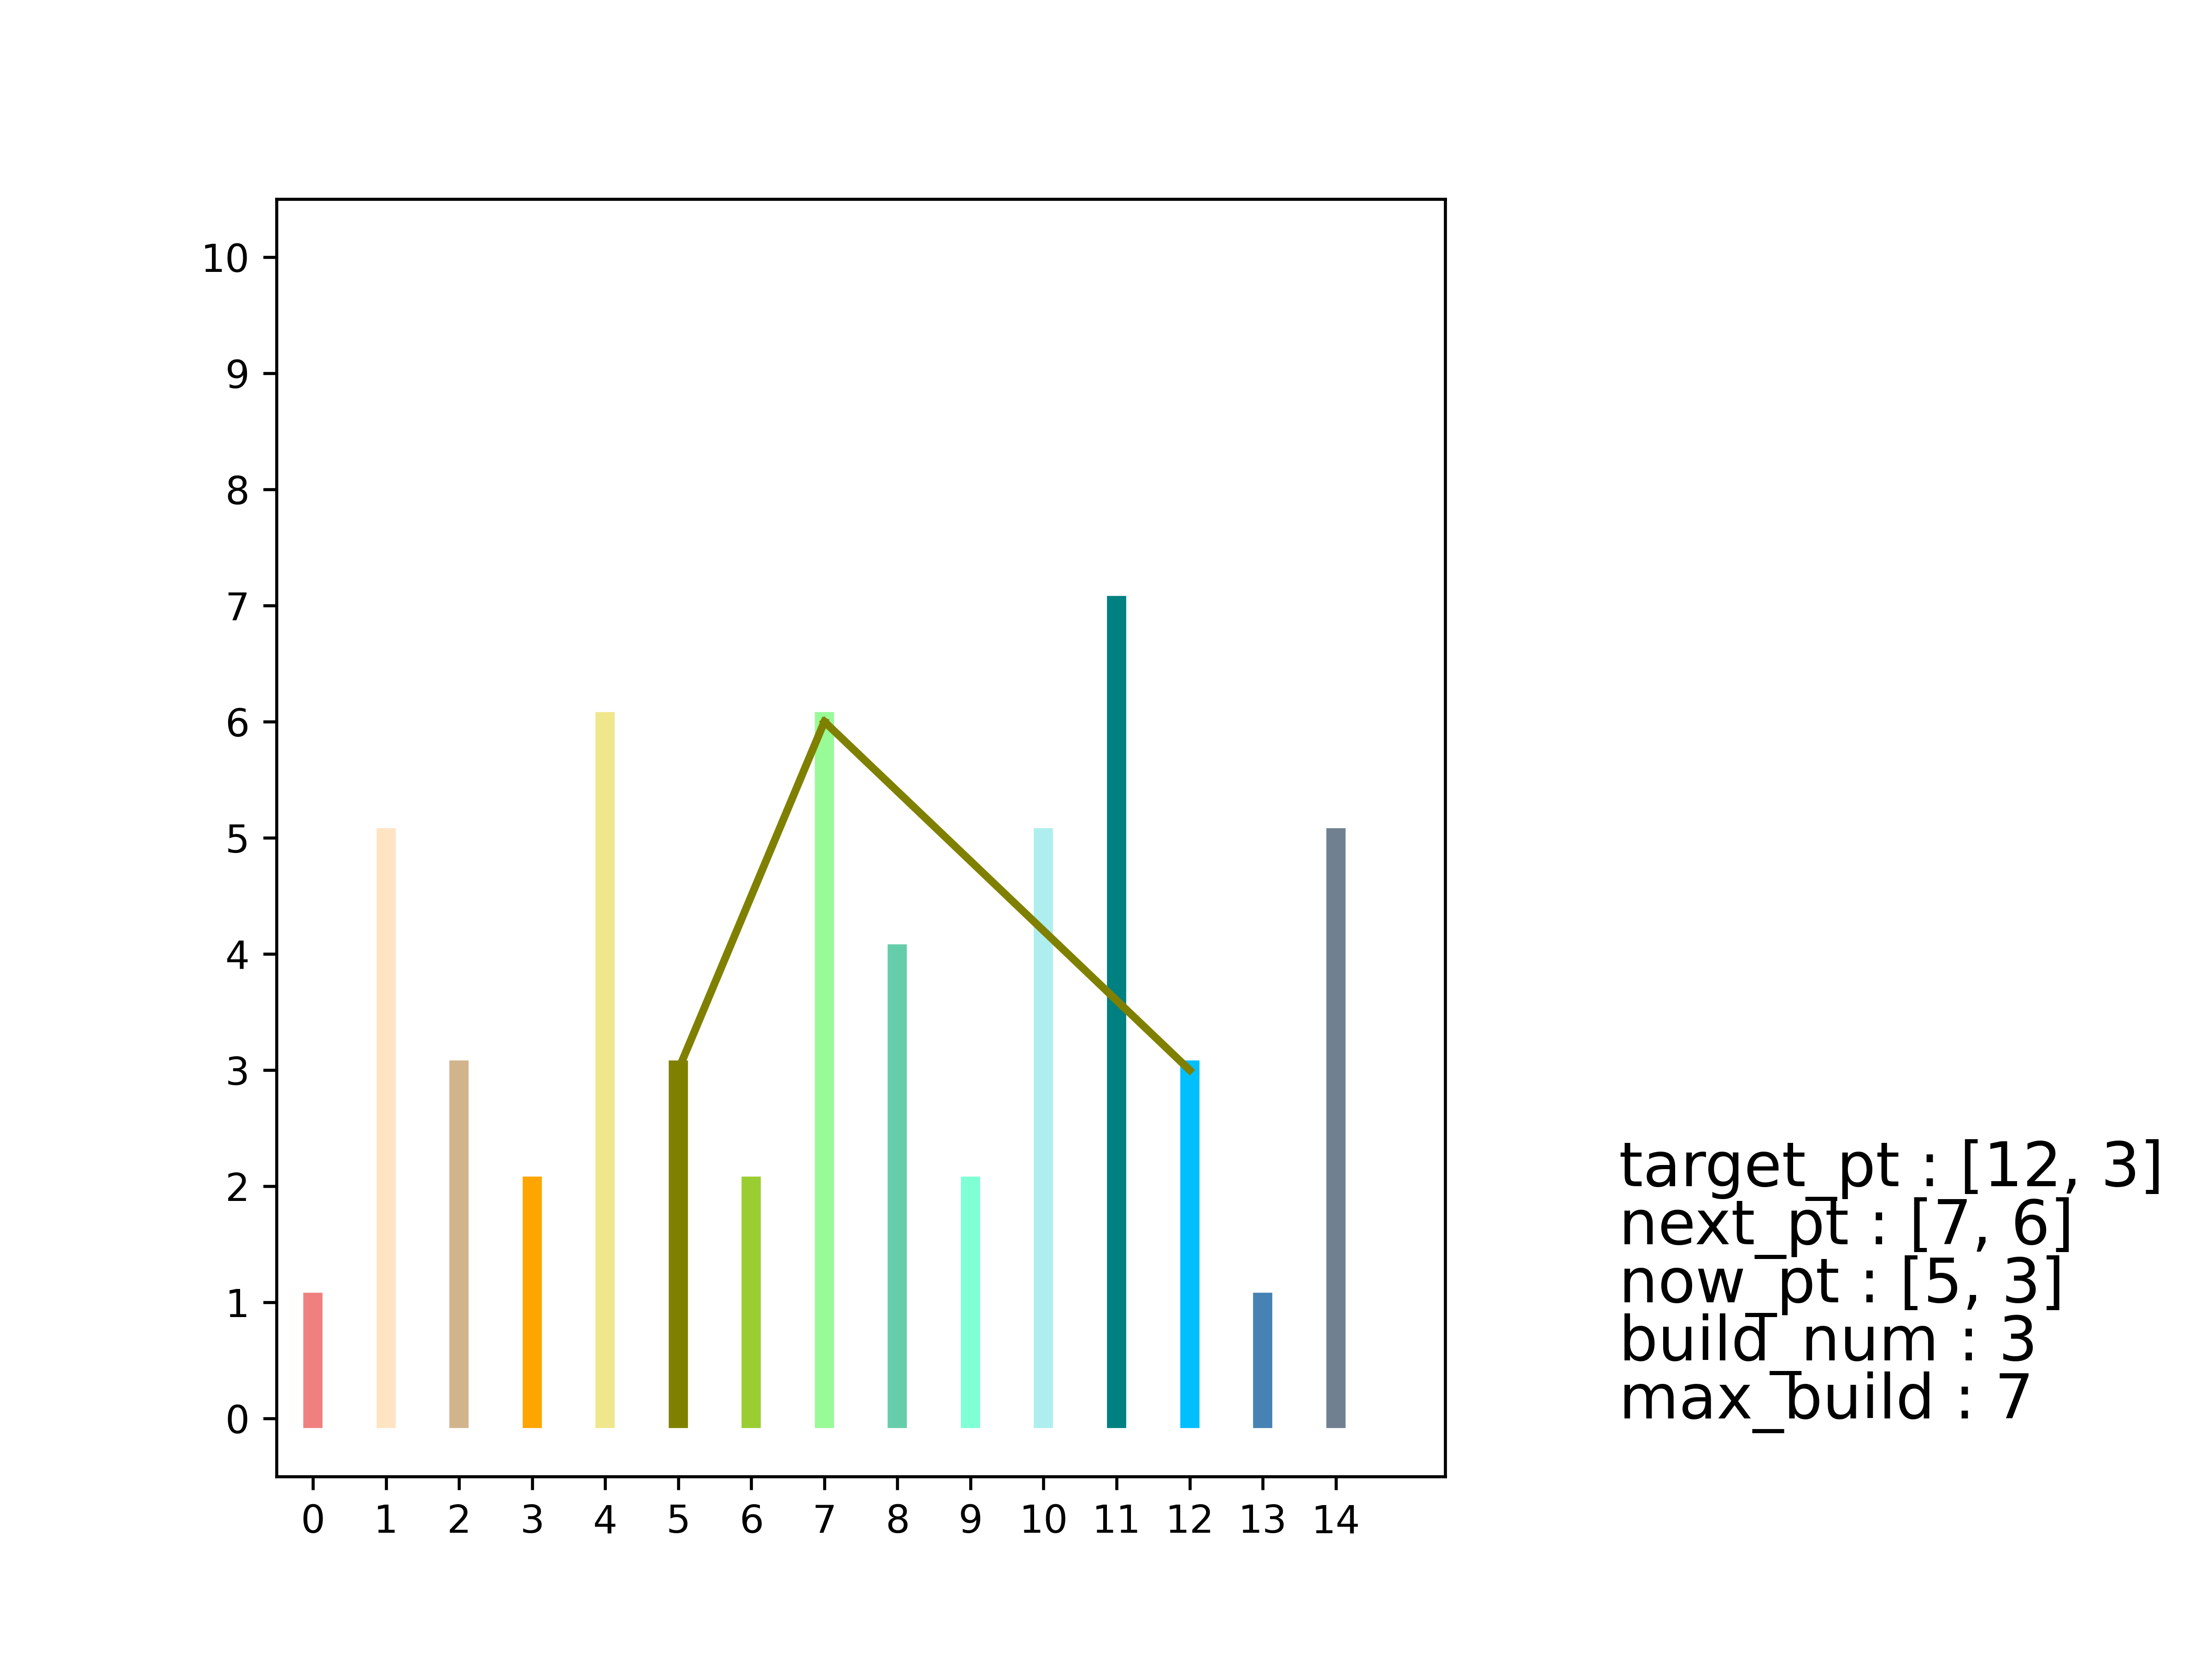 10
9
8
7
6
5
4
3
2
1
0
0 1 2 3 4 5 6 7 8 9 10 11 12 13 14
target_pt : [12, 3]
next_pt : [7, 6]
now_pt : [5, 3]
build_num : 3
max_build : 7